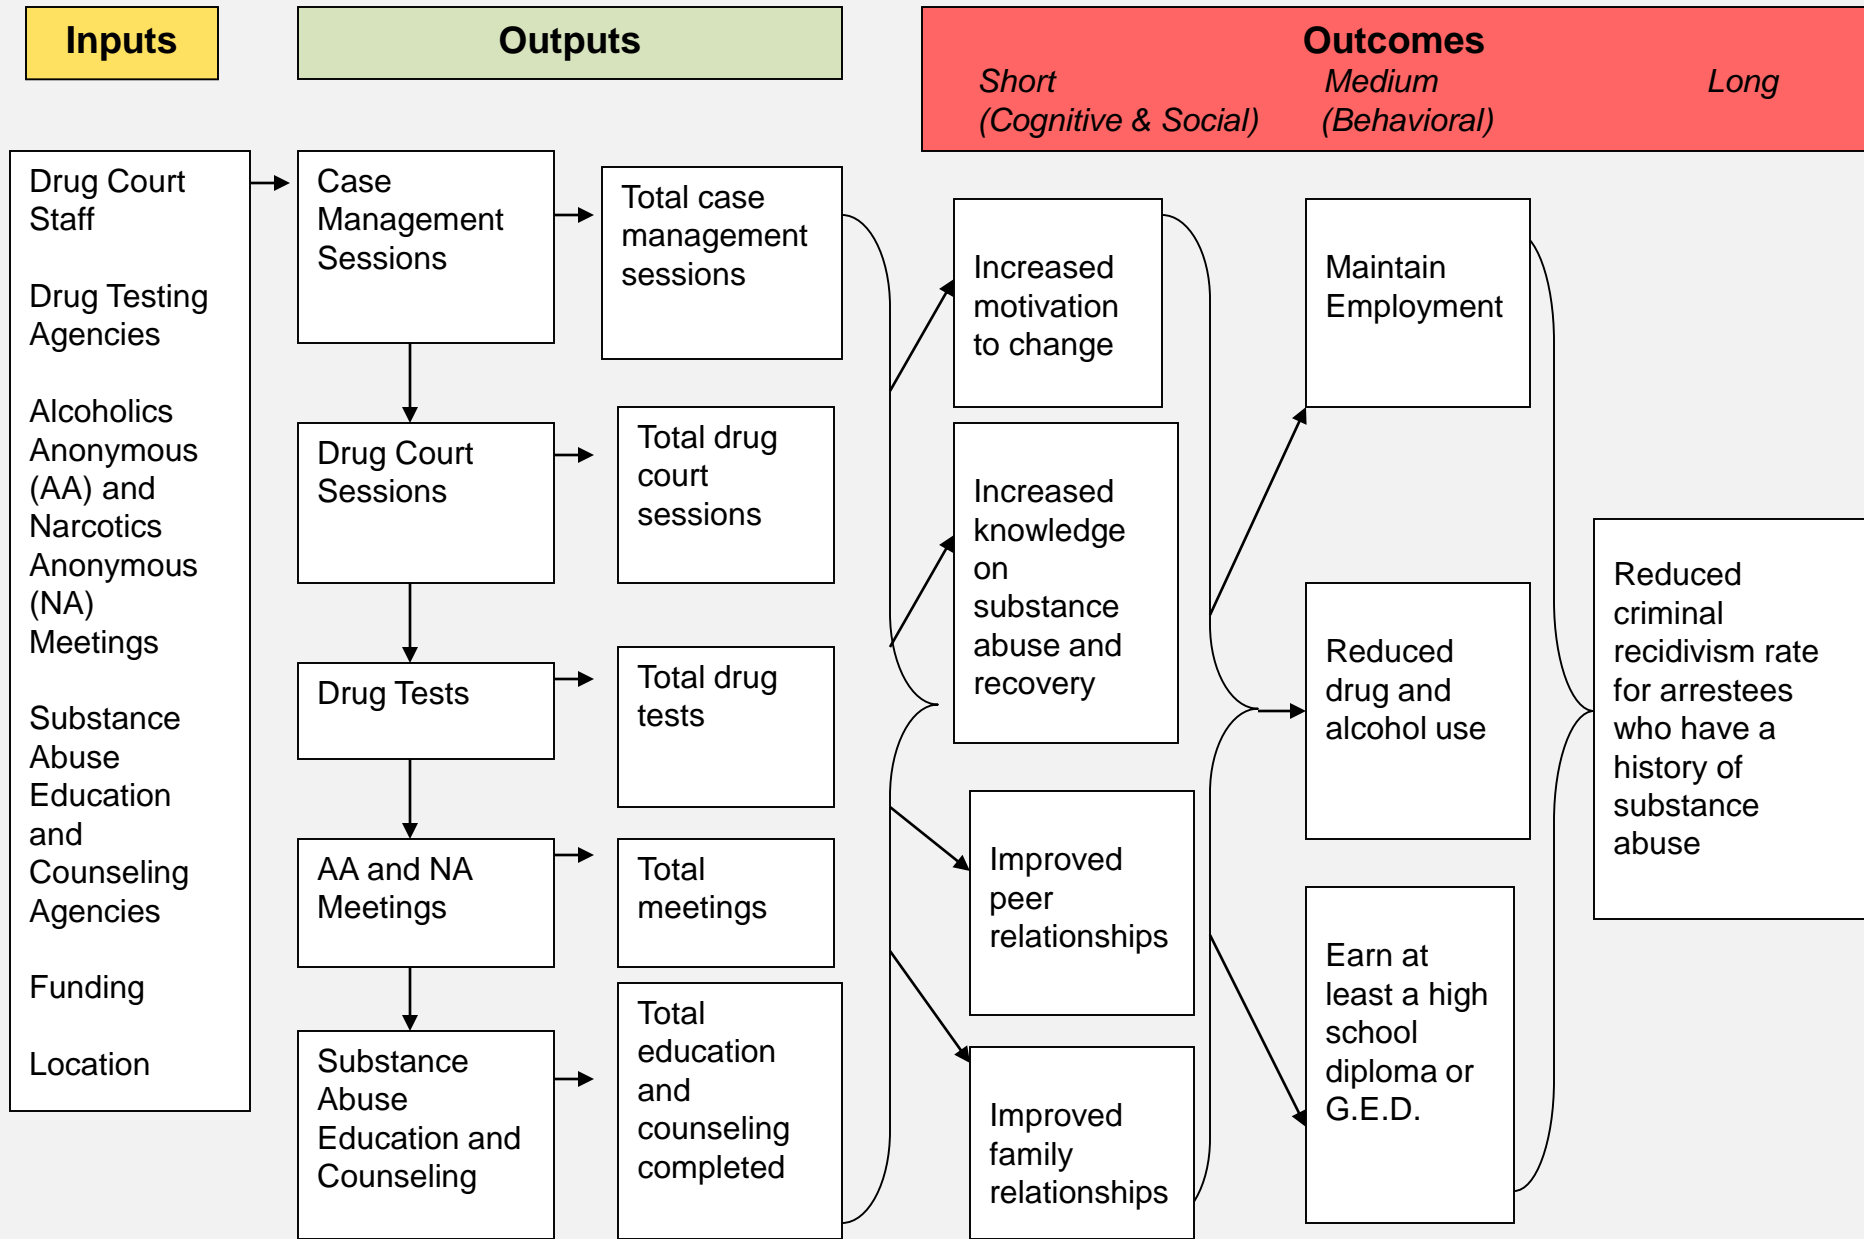 Inputs
Outputs
Outcomes
Short
(Cognitive & Social)
Medium
(Behavioral)
Long
Drug Court
Staff
Drug Testing
Agencies
Alcoholics
Anonymous
(AA) and
Narcotics
Anonymous
(NA)
Meetings
Substance
Abuse
Education
and
Counseling
Agencies
Funding
Location
Case
Management
Sessions
Drug Court
Sessions
Drug Tests
AA and NA
Meetings
Substance
Abuse
Education and
Counseling
Total case
management
sessions
Total drug
court
sessions
Total drug
tests
Total
meetings
Total
education
and
counseling
completed
Increased
motivation
to change
Increased
knowledge
on
substance
abuse and
recovery
Improved
peer
relationships
Improved
family
relationships
Maintain
Employment
Reduced
drug and
alcohol use
Earn at
least a high
school
diploma or
G.E.D.
Reduced
criminal
recidivism rate
for arrestees
who have a
history of
substance
abuse